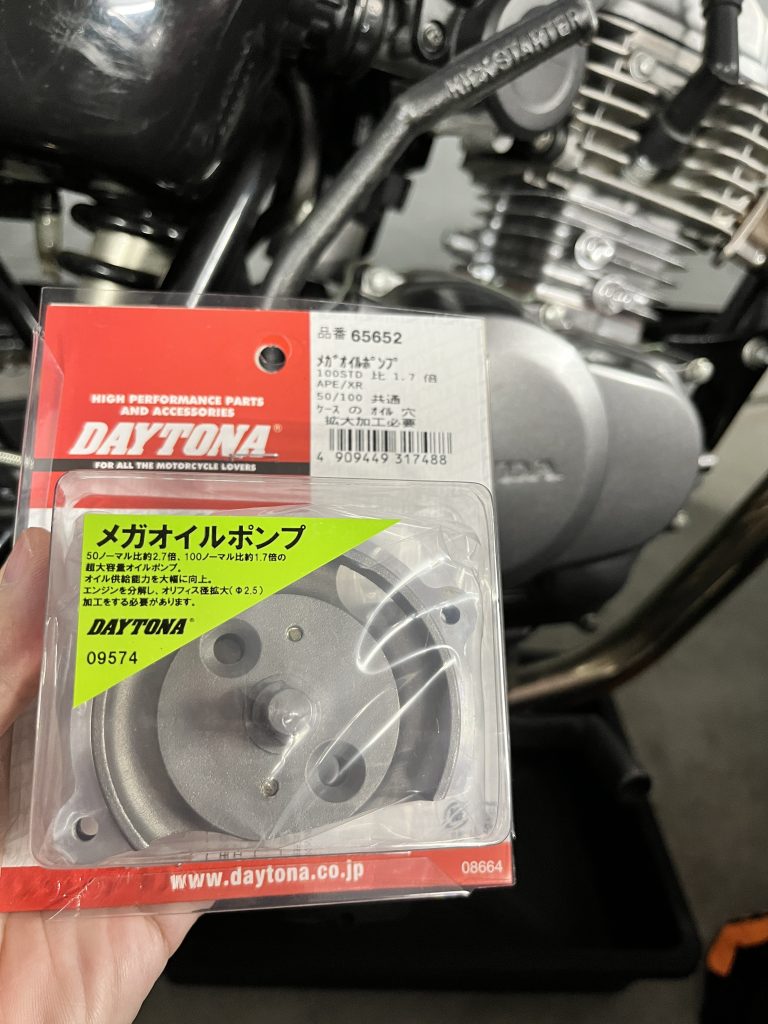 KICKSTARTER
品番 65652
ﾒｶﾞｵｲﾙﾎﾟﾝﾌﾟ
100STD 比 1.7 倍
APE/XR
50/100 共通
ｹｰｽ の ｵｲﾙ 穴
拡大加工必要
4 909449 317488
HIGH PERFORMANCE PARTS
AND ACCESSORIES
DAYTONA®
FOR ALL THE MOTORCYCLE LOVERS
メガオイルポンプ
50ノーマル比約2.7倍、100ノーマル比約1.7倍の
超大容量オイルポンプ。
オイル供給能力を大幅に向上。
エンジンを分解し、オリフィス径拡大(Φ2.5)
加工をする必要があります。
DAYTONA®
09574
www.daytona.co.jp
08664